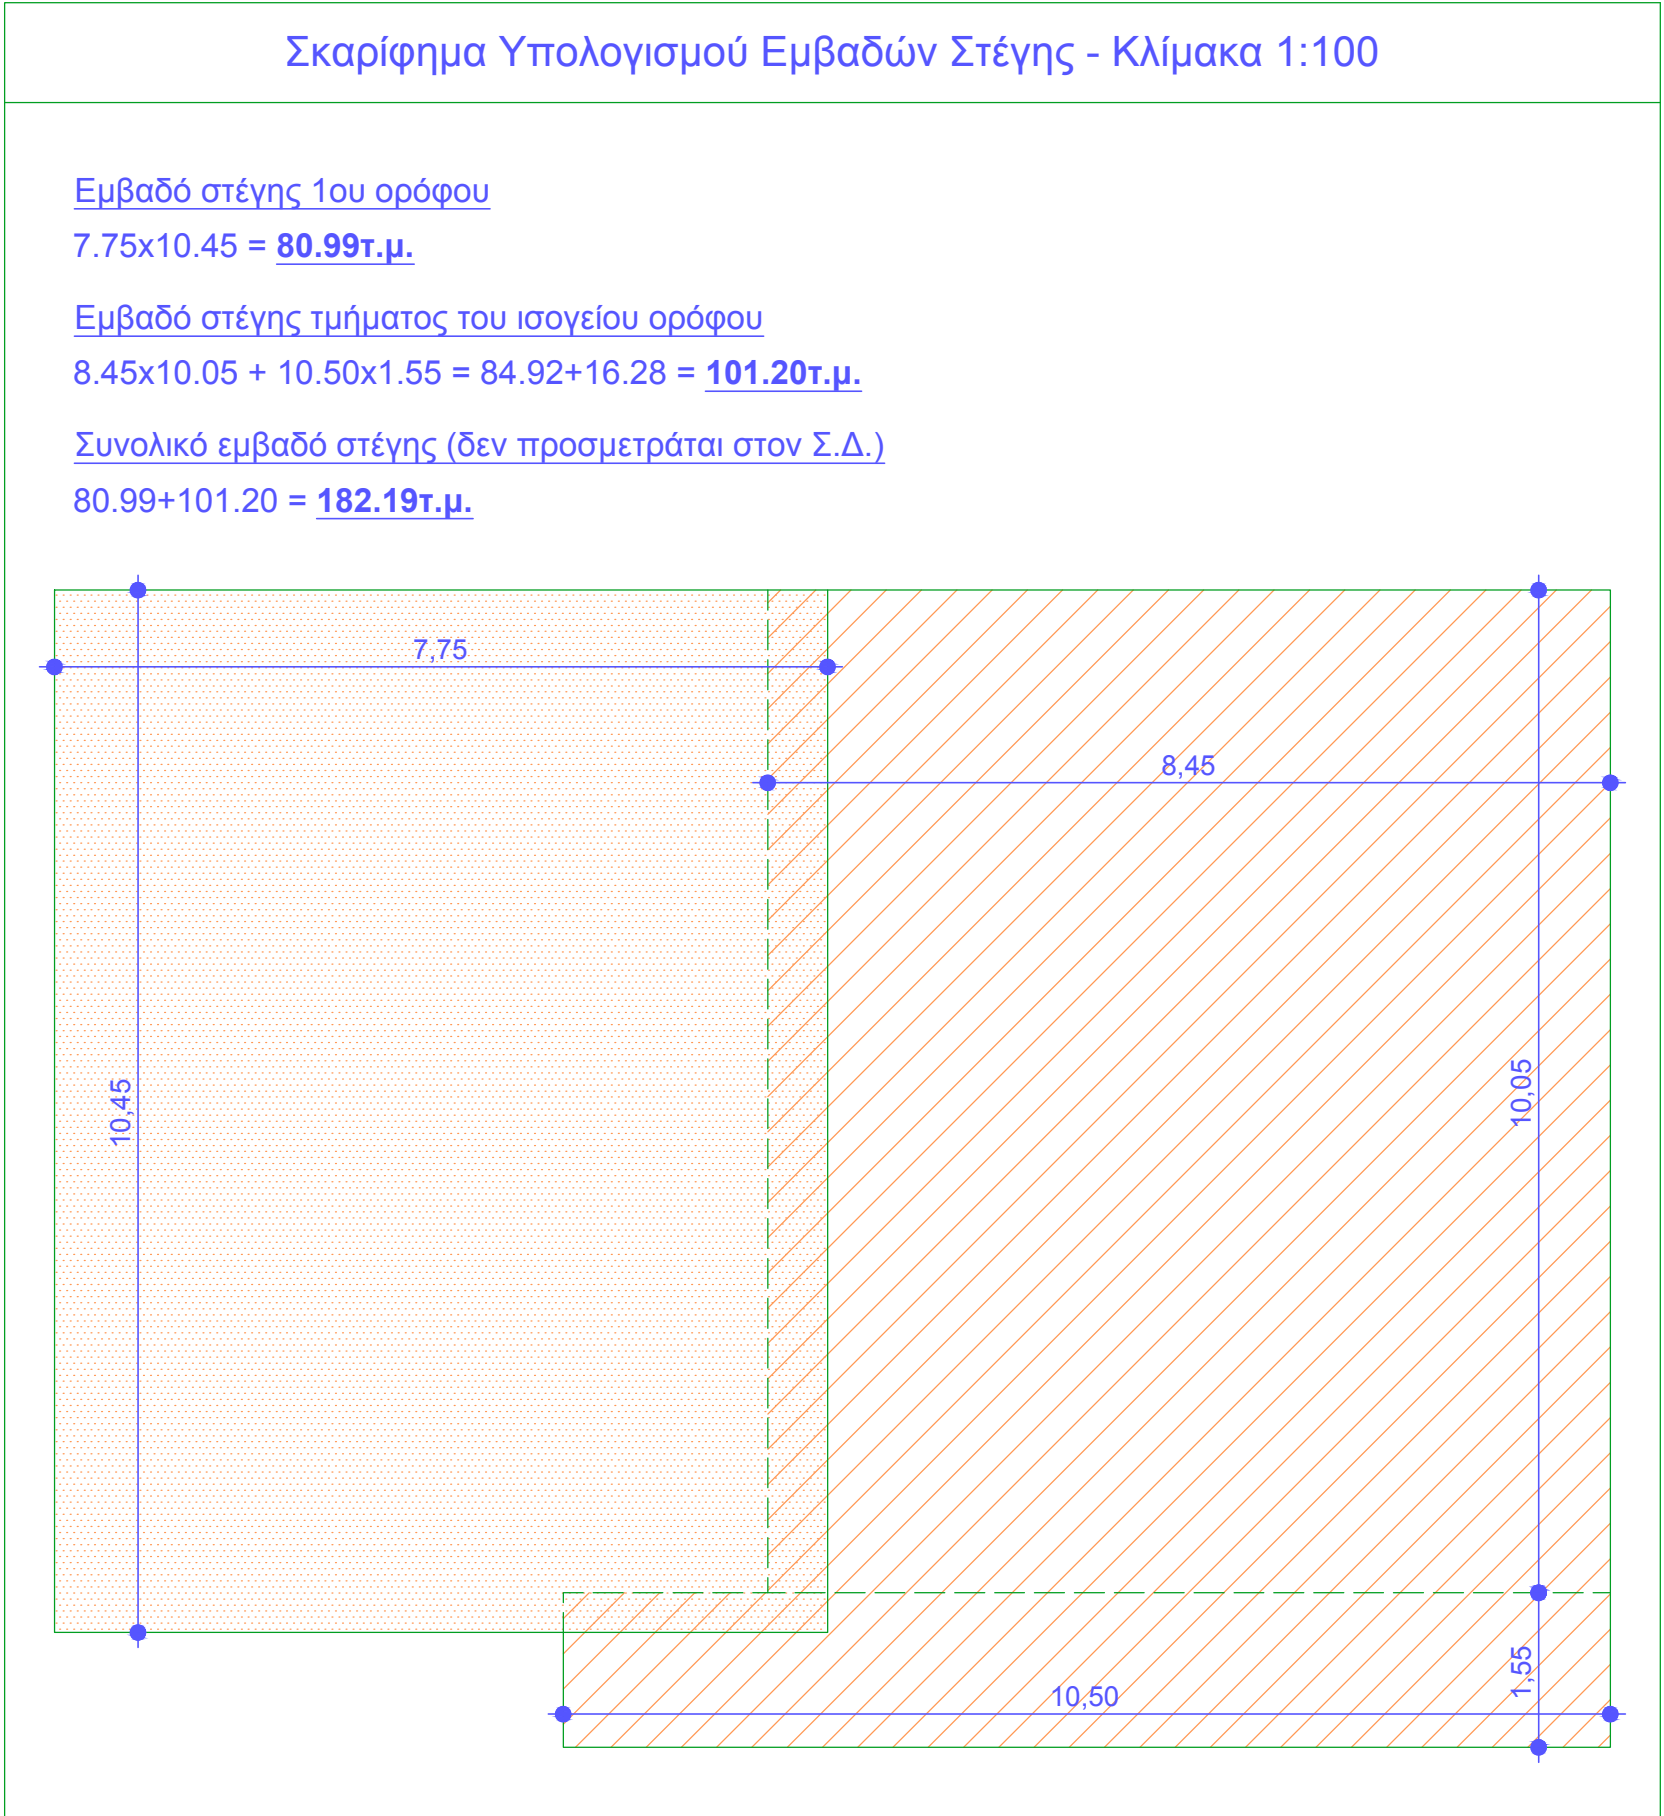 Σκαρίφημα Υπολογισμού Εμβαδών Στέγης - Κλίμακα 1:100
Εμβαδό στέγης 1ου ορόφου
7.75x10.45 = 80.99τ.μ.
Εμβαδό στέγης τμήματος του ισογείου ορόφου
8.45x10.05 + 10.50x1.55 = 84.92+16.28 = 101.20τ.μ.
Συνολικό εμβαδό στέγης (δεν προσμετράται στον Σ.Δ.)
80.99+101.20 = 182.19τ.μ.
7,75
8,45
10,45
10,05
1,55
10,50